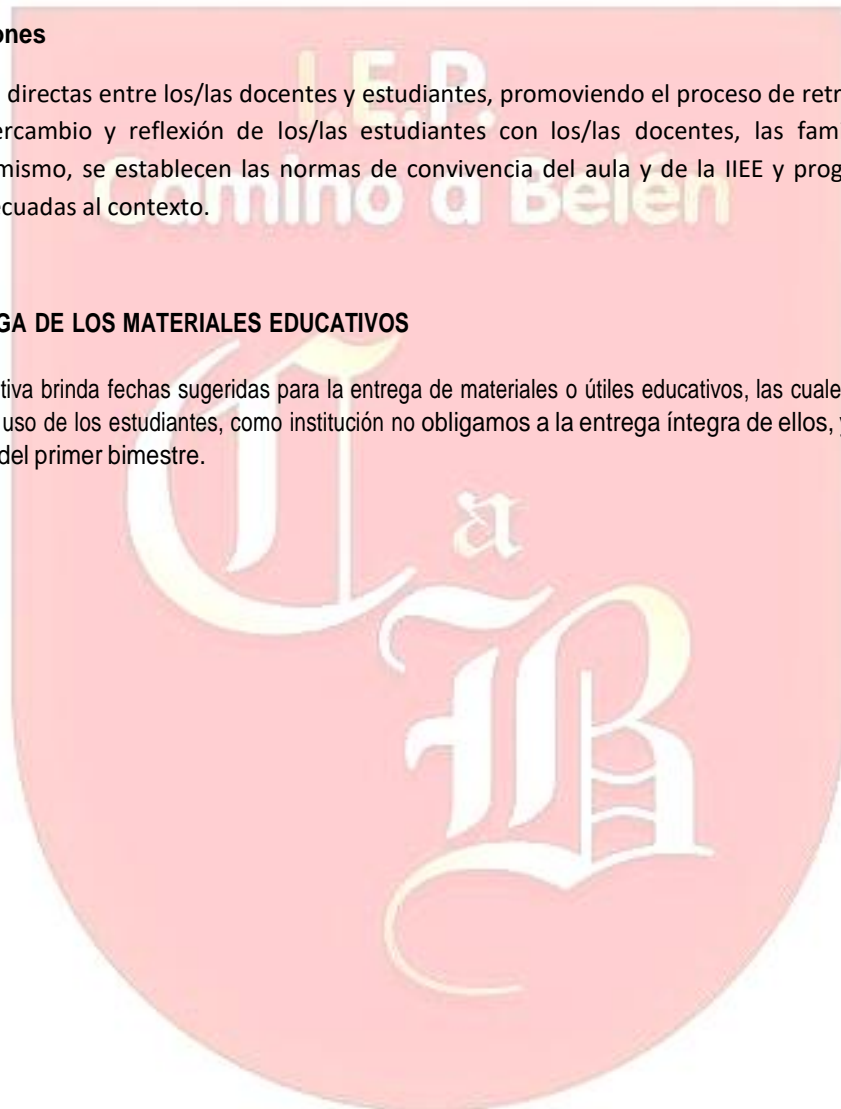 ones
directas entre los/las docentes y estudiantes, promoviendo el proceso de retr
ercambio y reflexión de los/las estudiantes con los/las docentes, las fam
mismo, se establecen las normas de convivencia del aula y de la IIEE y prog
ecuadas al contexto.
I.E.P.
Camino a Belén
GA DE LOS MATERIALES EDUCATIVOS
tiva brinda fechas sugeridas para la entrega de materiales o útiles educativos, las cuale
uso de los estudiantes, como institución no obligamos a la entrega íntegra de ellos, y
del primer bimestre.
C a B